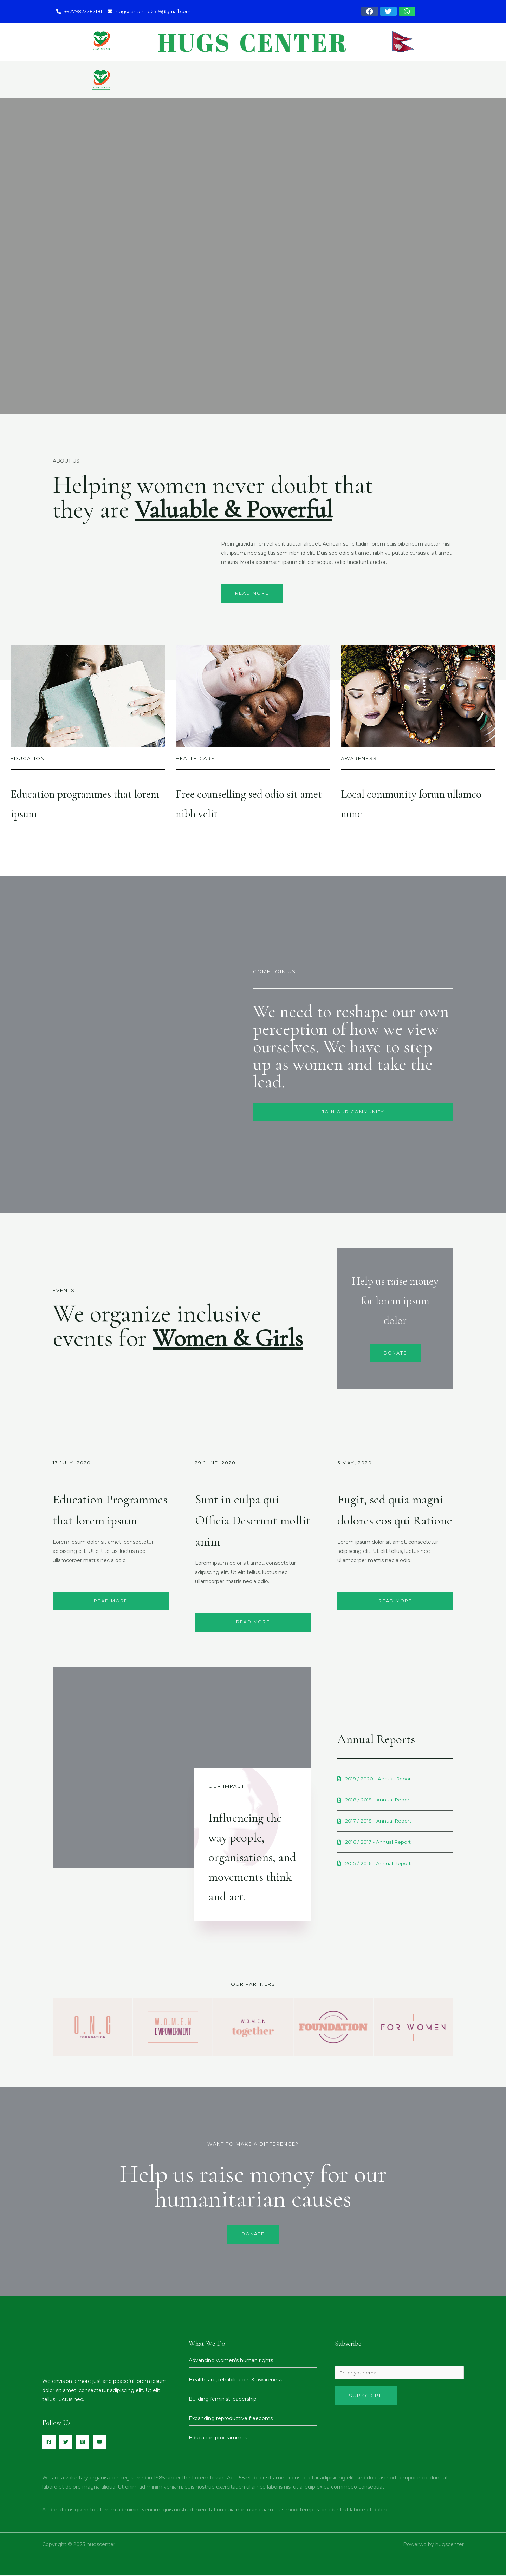 +9779823787181 hugscenter.np2519@gmail.com
HUGS CENTER
ABOUT US
Helping women never doubt that
they are Valuable & Powerful
Proin gravida nibh vel velit auctor aliquet. Aenean sollicitudin, lorem quis bibendum auctor, nisi
elit ipsum, nec sagittis sem nibh id elit. Duis sed odio sit amet nibh vulputate cursus a sit amet
mauris. Morbi accumsan ipsum elit consequat odio tincidunt auctor.
READ MORE
EDUCATION
Education programmes that lorem
ipsum
HEALTH CARE
Free counselling sed odio sit amet
nibh velit
AWARENESS
Local community forum ullamco
nunc
COME JOIN US
We need to reshape our own
perception of how we view
ourselves. We have to step
up as women and take the
lead.
JOIN OUR COMMUNITY
EVENTS
We organize inclusive
events for Women & Girls
Help us raise money
for lorem ipsum
dolor
DONATE
17 JULY, 2020
Education Programmes
that lorem ipsum
Lorem ipsum dolor sit amet, consectetur
adipiscing elit. Ut elit tellus, luctus nec
ullamcorper mattis nec a odio.
READ MORE
29 JUNE, 2020
Sunt in culpa qui
Officia Deserunt mollit
anim
Lorem ipsum dolor sit amet, consectetur
adipiscing elit. Ut elit tellus, luctus nec
ullamcorper mattis nec a odio.
READ MORE
5 MAY, 2020
Fugit, sed quia magni
dolores eos qui Ratione
Lorem ipsum dolor sit amet, consectetur
adipiscing elit. Ut elit tellus, luctus nec
ullamcorper mattis nec a odio.
READ MORE
OUR IMPACT
Influencing the
way people,
organisations, and
movements think
and act.
Annual Reports
2019 / 2020 - Annual Report
2018 / 2019 - Annual Report
2017 / 2018 - Annual Report
2016 / 2017 - Annual Report
2015 / 2016 - Annual Report
OUR PARTNERS
O.N.G
FOUNDATION
WOMEN
EMPOWERMENT
WOMEN
together
FOUNDATION
FOR WOMEN
WANT TO MAKE A DIFFERENCE?
Help us raise money for our
humanitarian causes
DONATE
We envision a more just and peaceful lorem ipsum
dolor sit amet, consectetur adipiscing elit. Ut elit
tellus, luctus nec
Follow Us
What We Do
Advancing women's human rights
Healthcare, rehabilitation & awareness
Building feminist leadership
Expanding reproductive freedoms
Education programmes
Subscribe
Enter your email..
SUBSCRIBE
We are a voluntary organisation registered in 1985 under the Lorem Ipsum Act 15824 dolor sit amet, consectetur adipisicing elit, sed do eiusmod tempor incididunt ut
labore et dolore magna aliqua. Ut enim ad minim veniam, quis nostrud exercitation ullamco laboris nisi ut aliquip ex ea commodo consequat.
All donations given to ut enim ad minim veniam, quis nostrud exercitation quia non numquam eius modi tempora incidunt ut labore et dolore.
Copyright © 2023 hugscenter
Powered by hugscenter